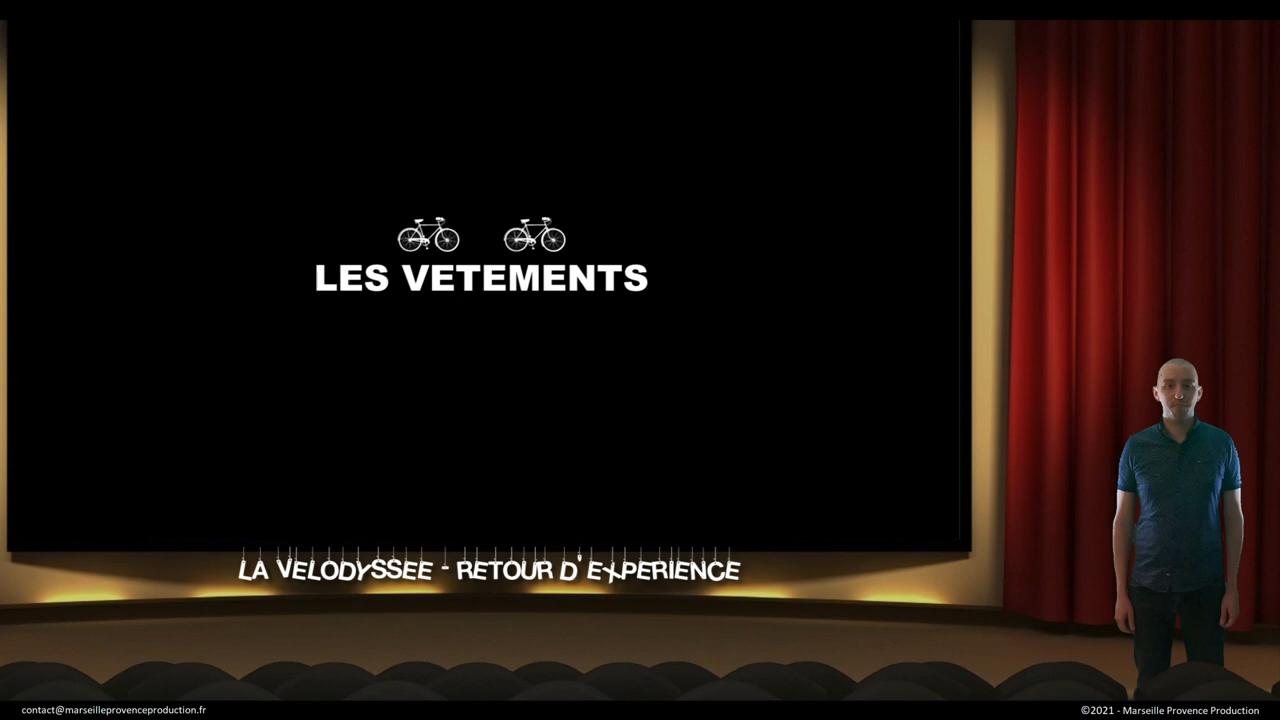 LES VETEMENTS
LA VELODYSSEE - RETOUR D'EXPERIENCE
contact@marseilleprovenceproduction.fr
©2021 - Marseille Provence Production